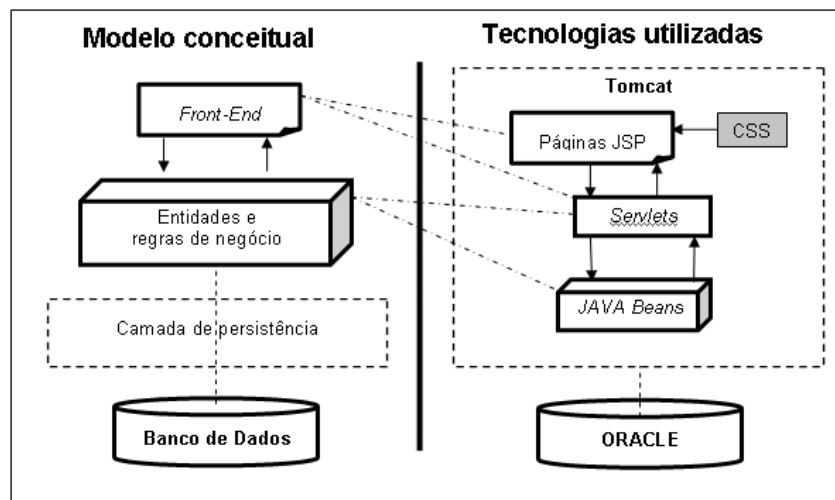 Modelo conceitual
Front-End
Entidades e
regras de negócio
Camada de persistência
Banco de Dados
Tecnologias utilizadas
Tomcat
Páginas JSP
CSS
Servlets
JAVA Beans
ORACLE